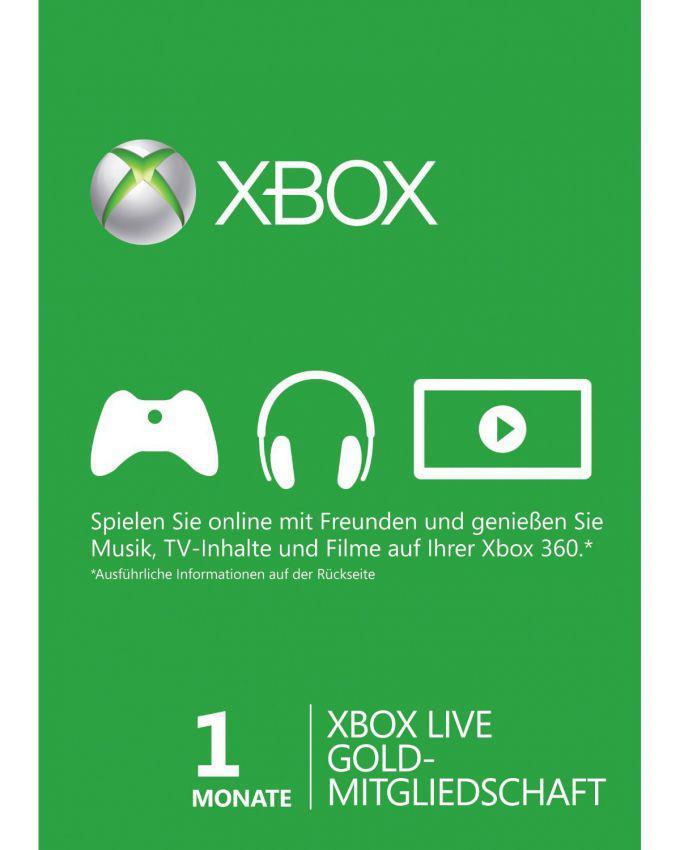 XBOX
Spielen Sie online mit Freunden und genießen Sie
Musik, TV-Inhalte und Filme auf Ihrer Xbox 360.*
*Ausführliche Informationen auf der Rückseite
1
MONATE
XBOX LIVE
GOLD-
MITGLIEDSCHAFT